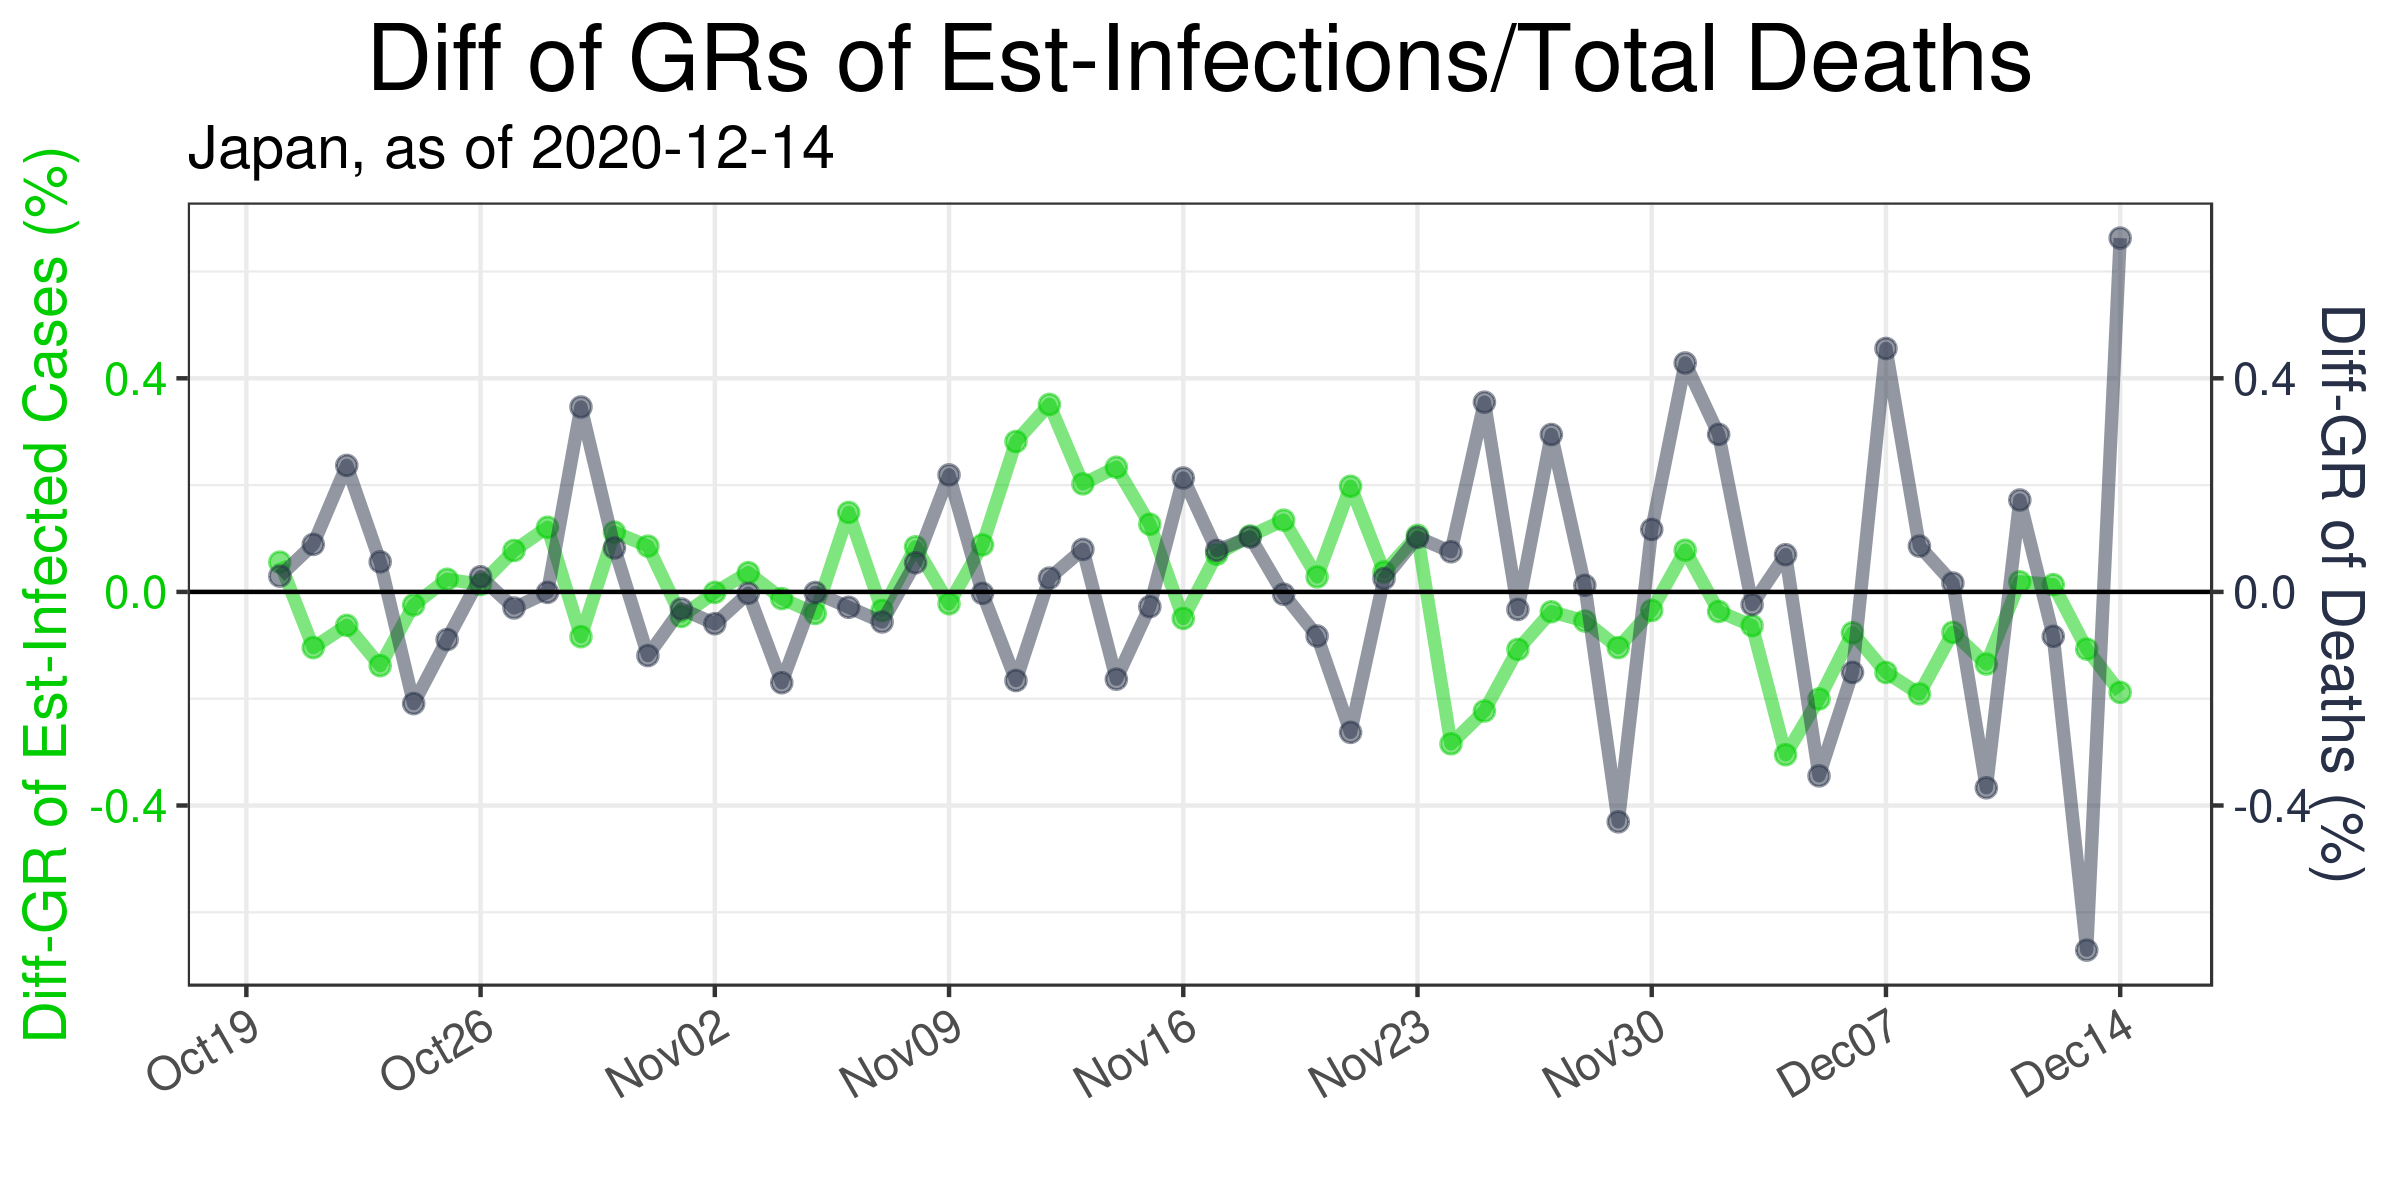 Diff of GRs of Est-Infections/Total Deaths
Japan, as of 2020-12-14
Diff-GR of Est-Infected Cases (%)
0.4
0.0
-0.4
0.4
0.0
-0.4
Diff-GR of Deaths (%)
Oct19
Oct26
Nov02
Nov09
Nov16
Nov23
Nov30
Dec07
Dec14